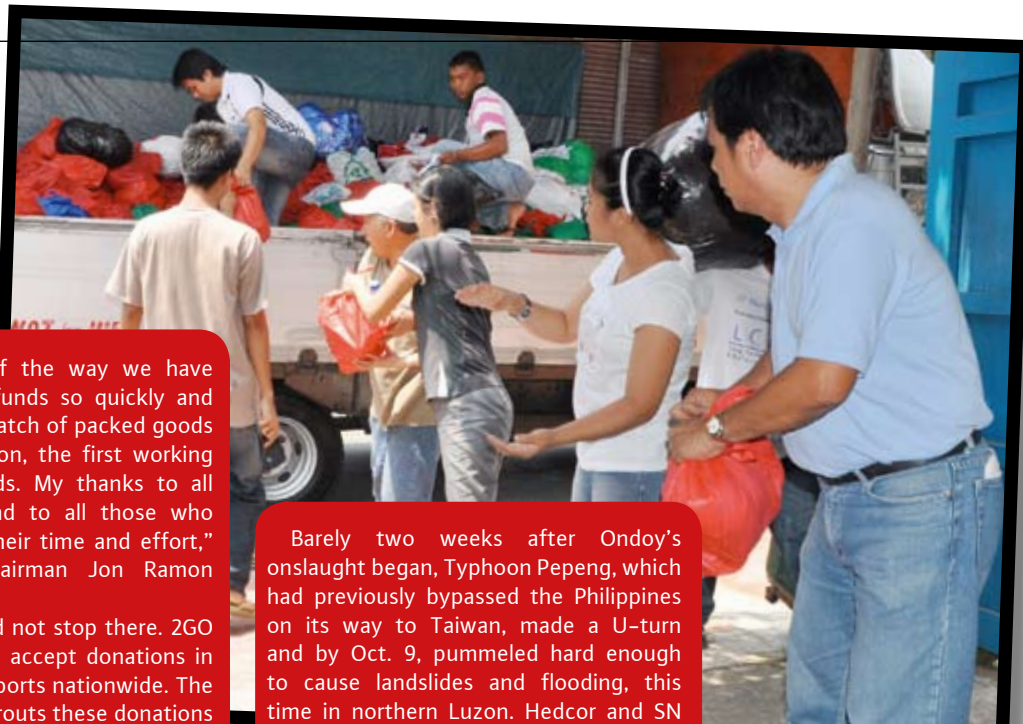 f the way we have
funds so quickly and
atch of packed goods
on, the first working
ds. My thanks to all
nd to all those who
heir time and effort,”
airman Jon Ramon
d not stop there. 2GO
accept donations in
ports nationwide. The
routs these donations
Barely two weeks after Ondoy’s
onslaught began, Typhoon Pepeng, which
had previously bypassed the Philippines
on its way to Taiwan, made a U-turn
and by Oct. 9, pummeled hard enough
to cause landslides and flooding, this
time in northern Luzon. Hedcor and SN